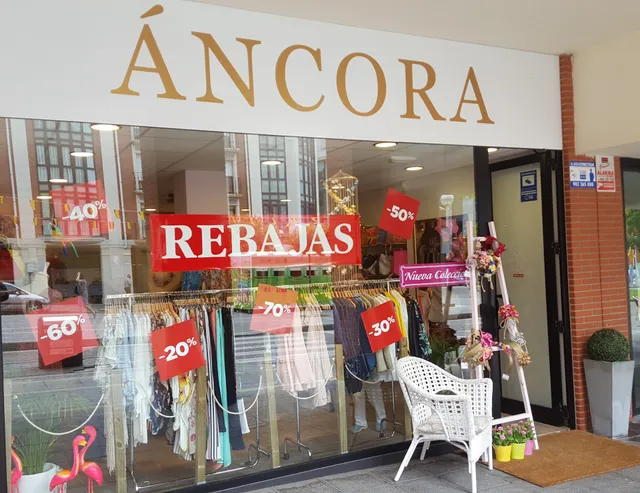 ÁNCORA
-40%
-50%
REBAJAS
Nueva Colección
-60%
-20%
-70%
-30%